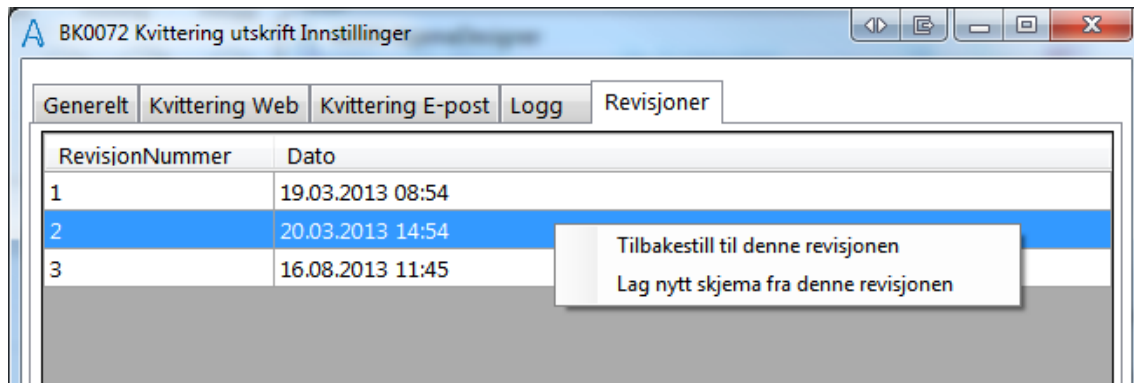 BK0072 Kvittering utskrift Innstillinger
Generelt Kvittering Web Kvittering E-post Logg Revisjoner
RevisjonNummer Dato
1 19.03.2013 08:54
2 20.03.2013 14:54
Tilbakestill til denne revisjonen
3 16.08.2013 11:45
Lag nytt skjema fra denne revisjonen